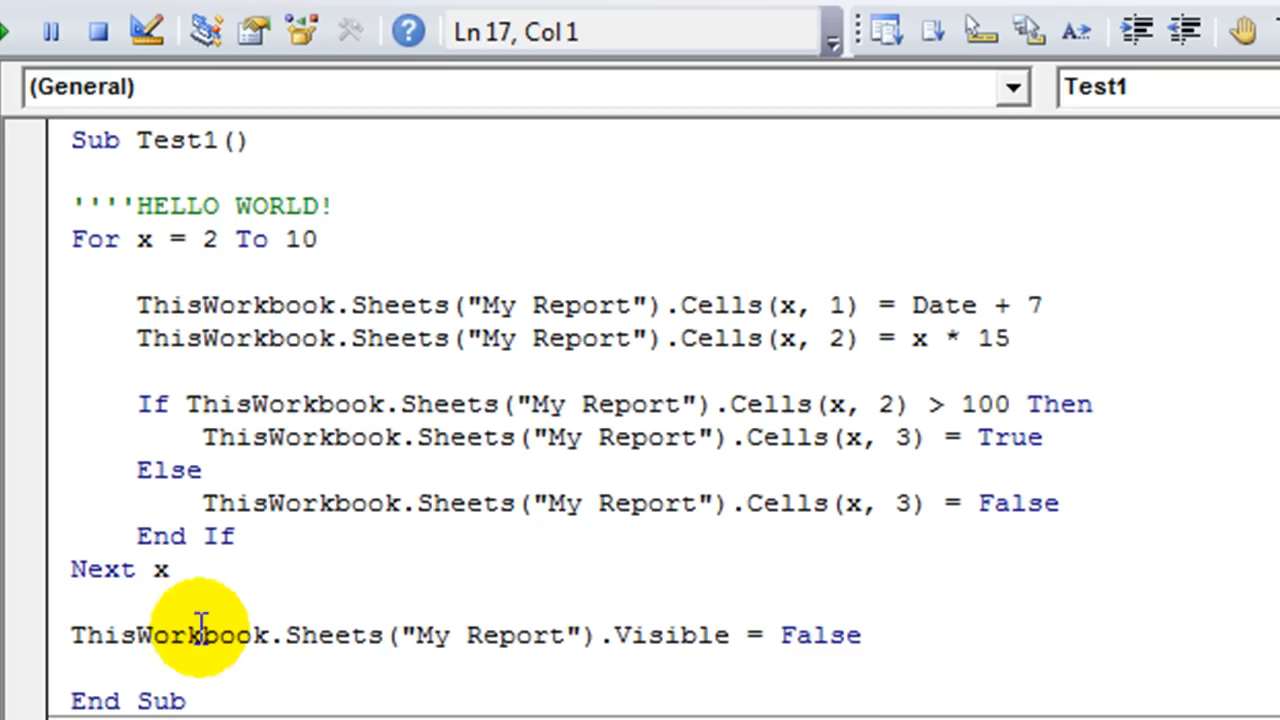 Ln 17, Col 1
(General)
Test1
Sub Test1()
''''HELLO WORLD!
For x = 2 To 10
ThisWorkbook.Sheets("My Report").Cells(x, 1) = Date + 7
ThisWorkbook.Sheets("My Report").Cells(x, 2) = x * 15
If ThisWorkbook.Sheets("My Report").Cells(x, 2) > 100 Then
ThisWorkbook.Sheets("My Report").Cells(x, 3) = True
Else
ThisWorkbook.Sheets("My Report").Cells(x, 3) = False
End If
Next x
ThisWorkbook.Sheets("My Report").Visible = False
End Sub